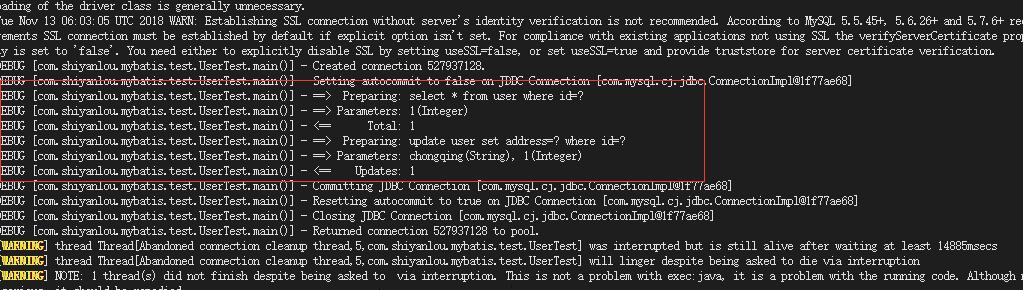 ading of the driver class is generally unnecessary.
ue Nov 13 06:03:05 UTC 2018 WARN: Establishing SSL connection without server's identity verification is not recommended. According to MySQL 5.5.45+, 5.6.26+ and 5.7.6+ re
rements SSL connection must be established by default if explicit option isn't set. For compliance with existing applications not using SSL the verifyServerCertificate prop
ty is set to 'false'. You need either to explicitly disable SSL by setting useSSL=false, or set useSSL=true and provide truststore for server certificate verification.
EBUG [com.shiyanlou.mybatis.test.UserTest.main()] - Created connection 527937128.
EBUG [com.shiyanlou.mybatis.test.UserTest.main()] - Setting autocommit to false on JDBC Connection [com.mysql.cj.jdbc.ConnectionImpl@1f77ae68]
EBUG [com.shiyanlou.mybatis.test.UserTest.main()] - ==>  Preparing: select * from user where id=?
EBUG [com.shiyanlou.mybatis.test.UserTest.main()] - ==> Parameters: 1(Integer)
EBUG [com.shiyanlou.mybatis.test.UserTest.main()] - <==      Total: 1
EBUG [com.shiyanlou.mybatis.test.UserTest.main()] - ==>  Preparing: update user set address=? where id=?
EBUG [com.shiyanlou.mybatis.test.UserTest.main()] - ==> Parameters: chongqing(String), 1(Integer)
EBUG [com.shiyanlou.mybatis.test.UserTest.main()] - <==    Updates: 1
EBUG [com.shiyanlou.mybatis.test.UserTest.main()] - Committing JDBC Connection [com.mysql.cj.jdbc.ConnectionImpl@1f77ae68]
EBUG [com.shiyanlou.mybatis.test.UserTest.main()] - Resetting autocommit to true on JDBC Connection [com.mysql.cj.jdbc.ConnectionImpl@1f77ae68]
EBUG [com.shiyanlou.mybatis.test.UserTest.main()] - Closing JDBC Connection [com.mysql.cj.jdbc.ConnectionImpl@1f77ae68]
EBUG [com.shiyanlou.mybatis.test.UserTest.main()] - Returned connection 527937128 to pool.
[WARNING] thread Thread[Abandoned connection cleanup thread,5,com.shiyanlou.mybatis.test.UserTest] was interrupted but is still alive after waiting at least 14885msecs
[WARNING] thread Thread[Abandoned connection cleanup thread,5,com.shiyanlou.mybatis.test.UserTest] will linger despite being asked to die via interruption
[WARNING] NOTE: 1 thread(s) did not finish despite being asked to  via interruption. This is not a problem with exec:java, it is a problem with the running code. Although
it should be remedied